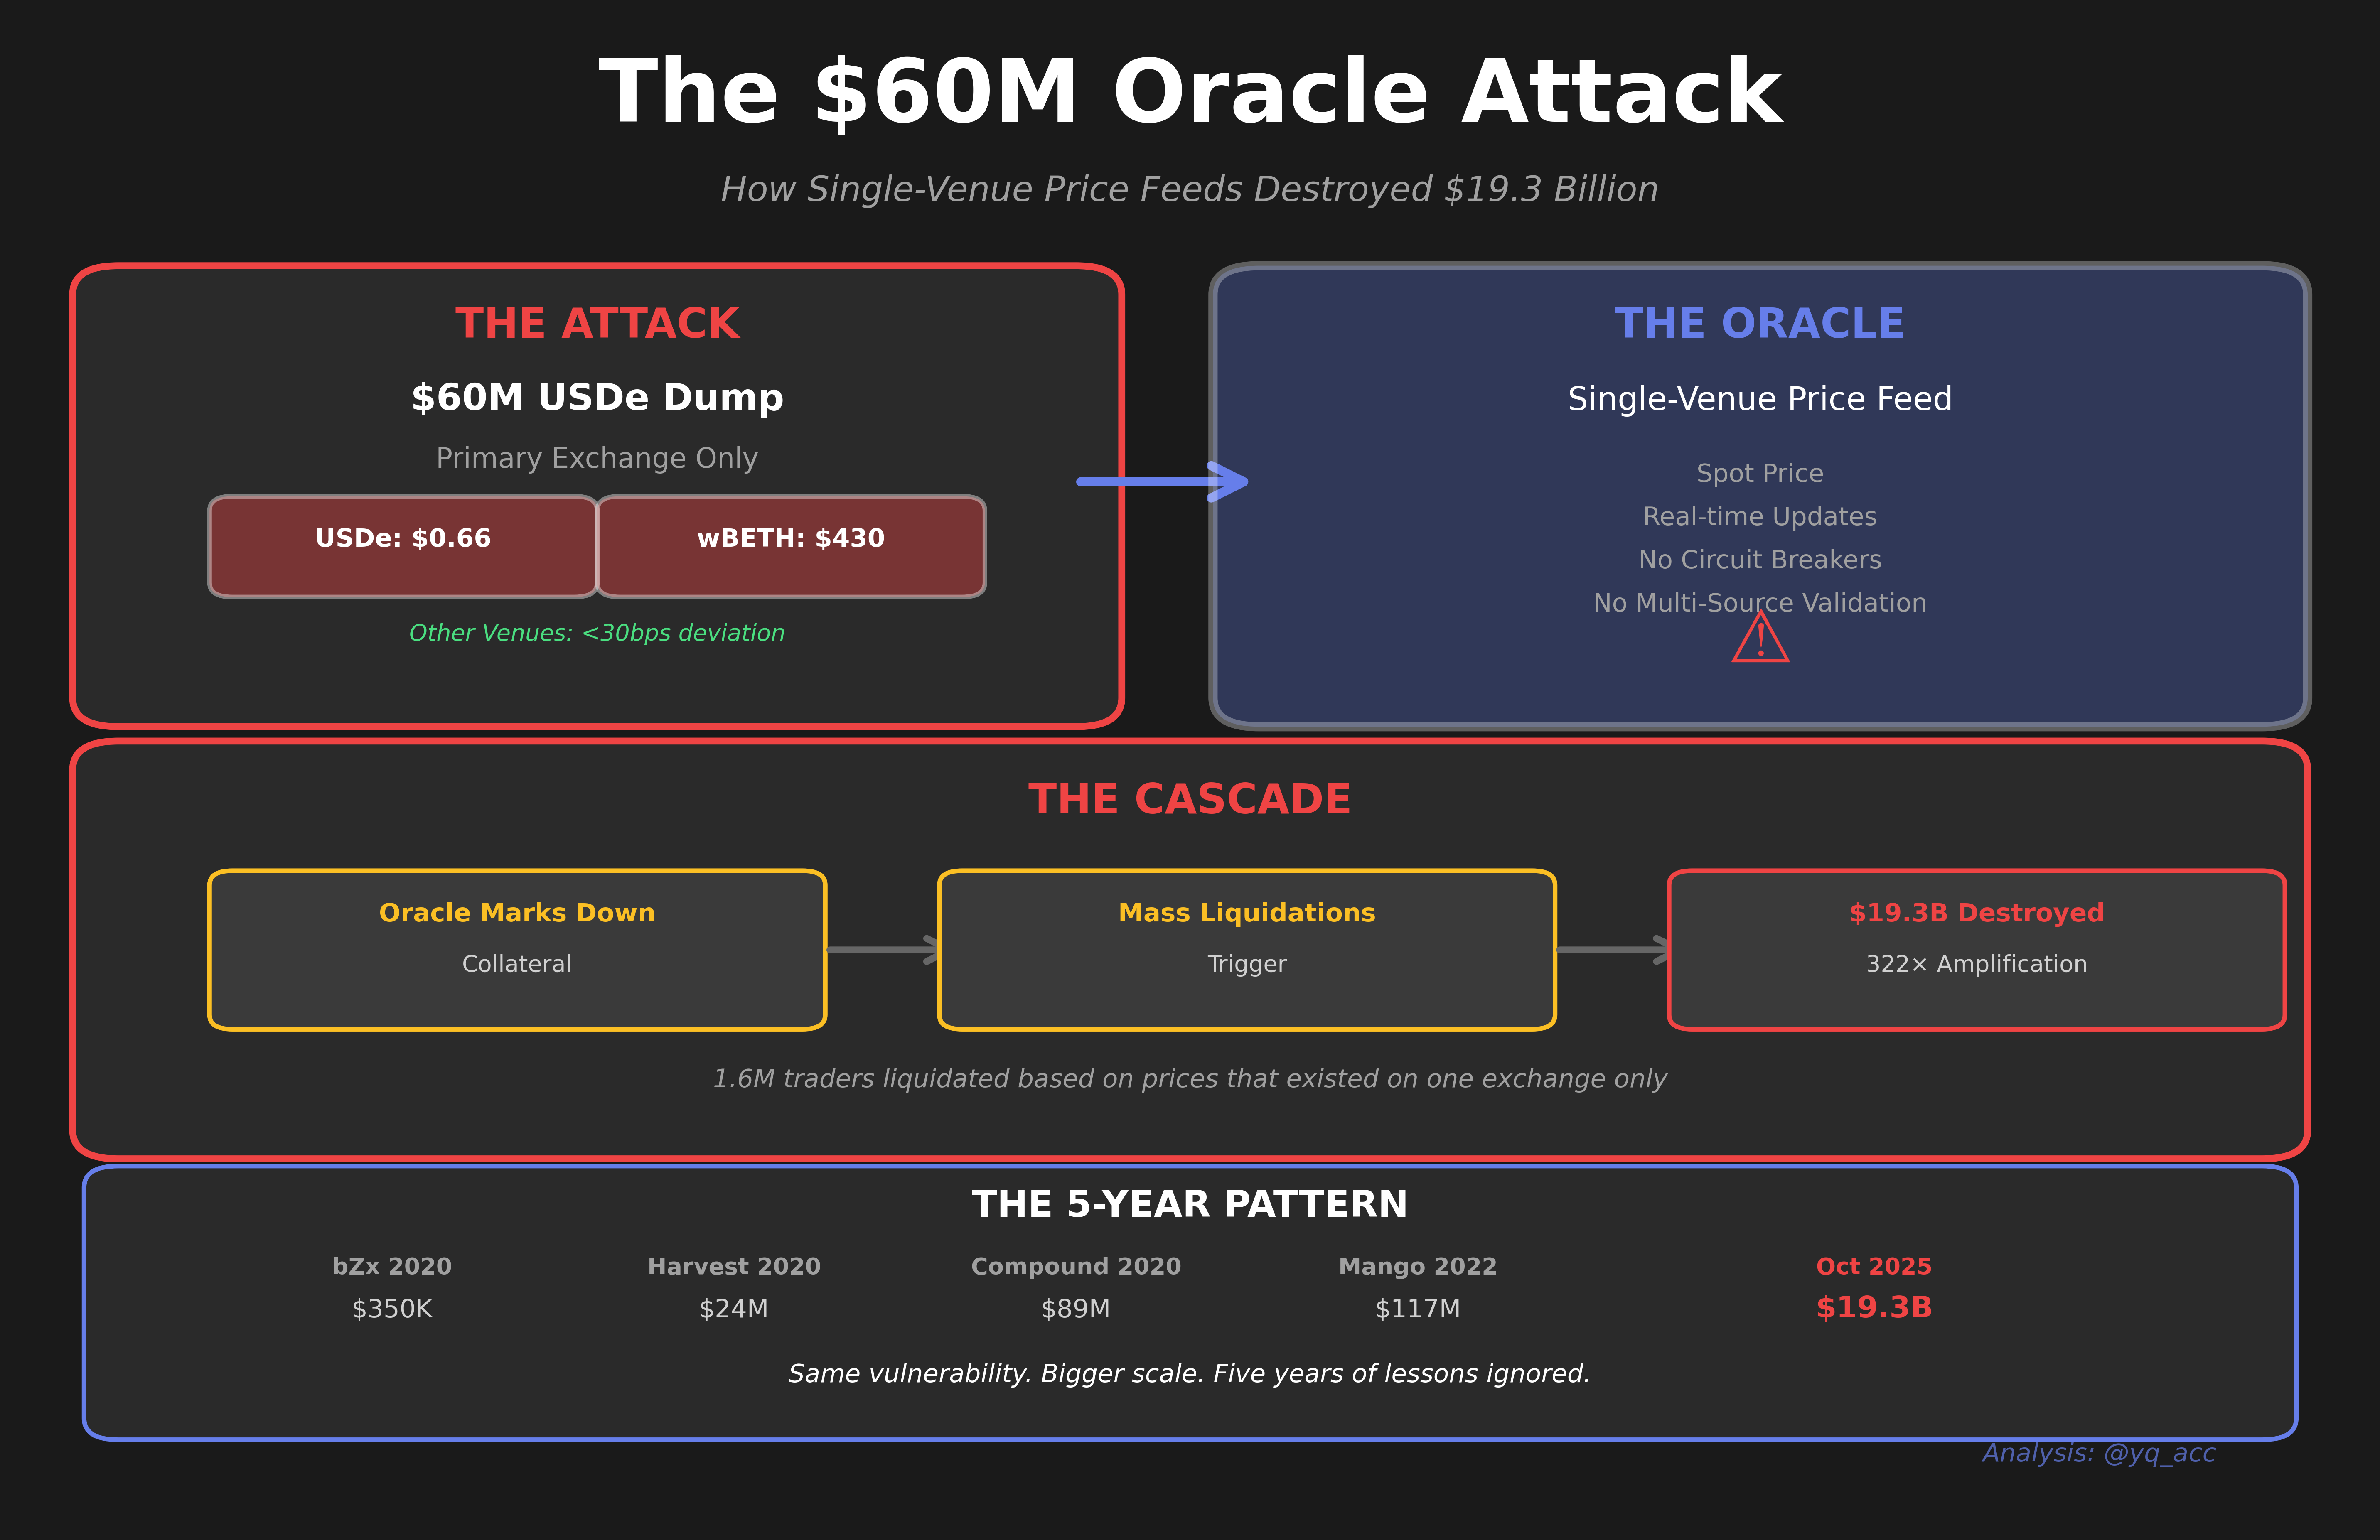 The $60M Oracle Attack
How Single-Venue Price Feeds Destroyed $19.3 Billion
THE ATTACK
$60M USDe Dump
Primary Exchange Only
USDe: $0.66
wBETH: $430
Other Venues: <30bps deviation
THE ORACLE
Single-Venue Price Feed
Spot Price
Real-time Updates
No Circuit Breakers
No Multi-Source Validation
⚠
THE CASCADE
Oracle Marks Down
Collateral
Mass Liquidations
Trigger
$19.3B Destroyed
322× Amplification
1.6M traders liquidated based on prices that existed on one exchange only
THE 5-YEAR PATTERN
bZx 2020
$350K
Harvest 2020
$24M
Compound 2020
$89M
Mango 2022
$117M
Oct 2025
$19.3B
Same vulnerability. Bigger scale. Five years of lessons ignored.
Analysis: @yq_acc